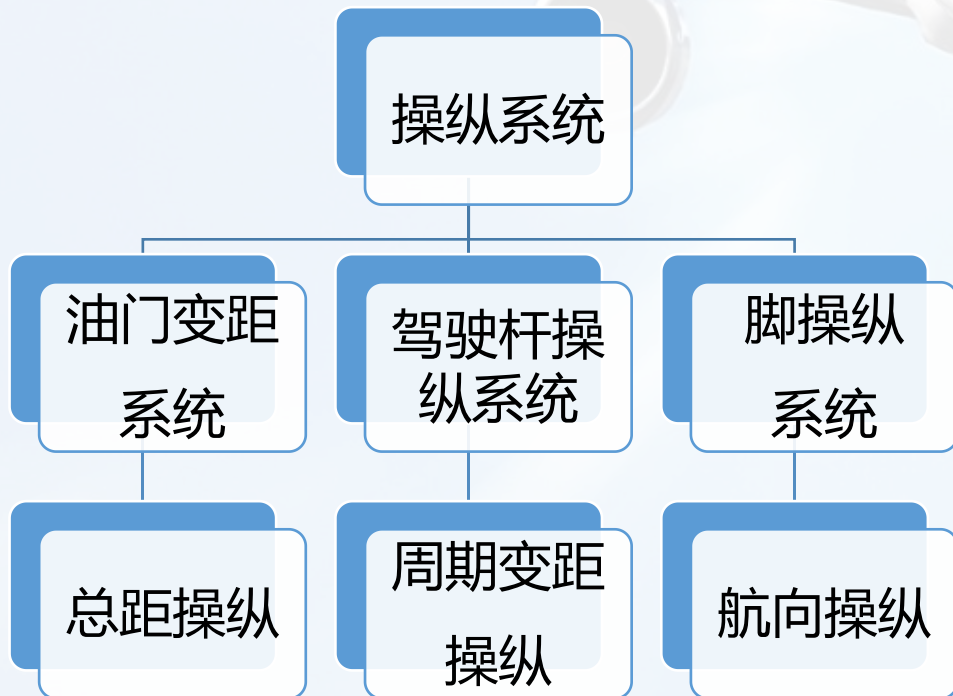 操纵系统
油门变距
系统
驾驶杆操
纵系统
脚操纵
系统
总距操纵
周期变距
操纵
航向操纵